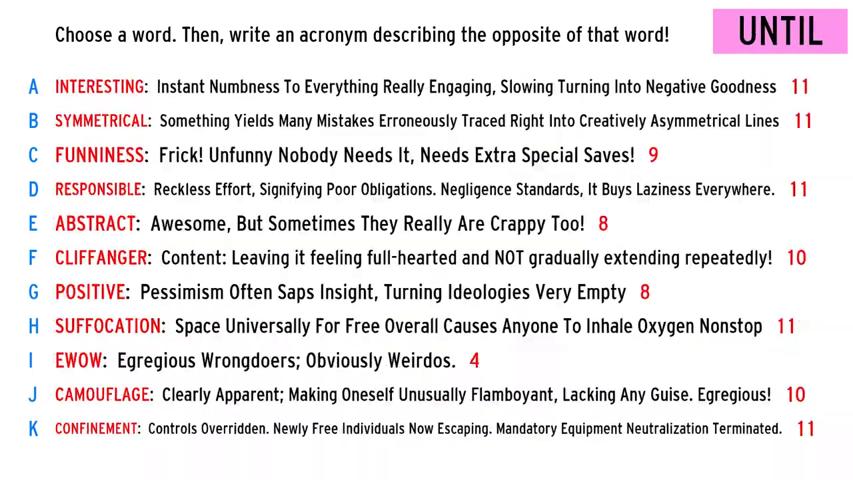 Choose a word. Then, write an acronym describing the opposite of that word!
UNTIL
A INTERESTING: Instant Numbness To Everything Really Engaging, Slowing Turning Into Negative Goodness 11
B SYMMETRICAL: Something Yields Many Mistakes Erroneously Traced Right Into Creatively Asymmetrical Lines 11
C FUNNINESS: Frick! Unfunny Nobody Needs It, Needs Extra Special Saves! 9
D RESPONSIBLE: Reckless Effort, Signifying Poor Obligations. Negligence Standards, It Buys Laziness Everywhere. 11
E ABSTRACT: Awesome, But Sometimes They Really Are Crappy Too! 8
F CLIFFANGER: Content: Leaving it feeling full-hearted and NOT gradually extending repeatedly! 10
G POSITIVE: Pessimism Often Saps Insight, Turning Ideologies Very Empty 8
H SUFFOCATION: Space Universally For Free Overall Causes Anyone To Inhale Oxygen Nonstop 11
I EWOW: Egregious Wrongdoers; Obviously Weirdos. 4
J CAMOUFLAGE: Clearly Apparent; Making Oneself Unusually Flamboyant, Lacking Any Guise. Egregious! 10
K CONFINEMENT: Controls Overridden. Newly Free Individuals Now Escaping. Mandatory Equipment Neutralization Terminated. 11